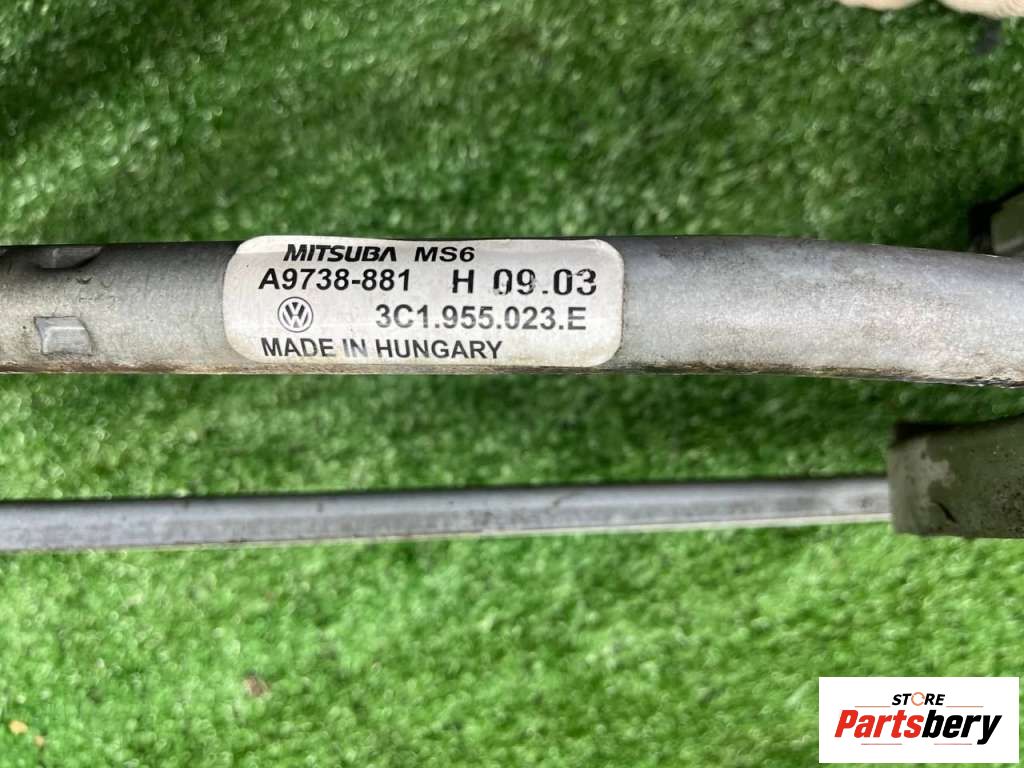 MITSUBA MS6
A9738-881 H 09.03
3C1.955.023.E
MADE IN HUNGARY
STORE
Partsbery